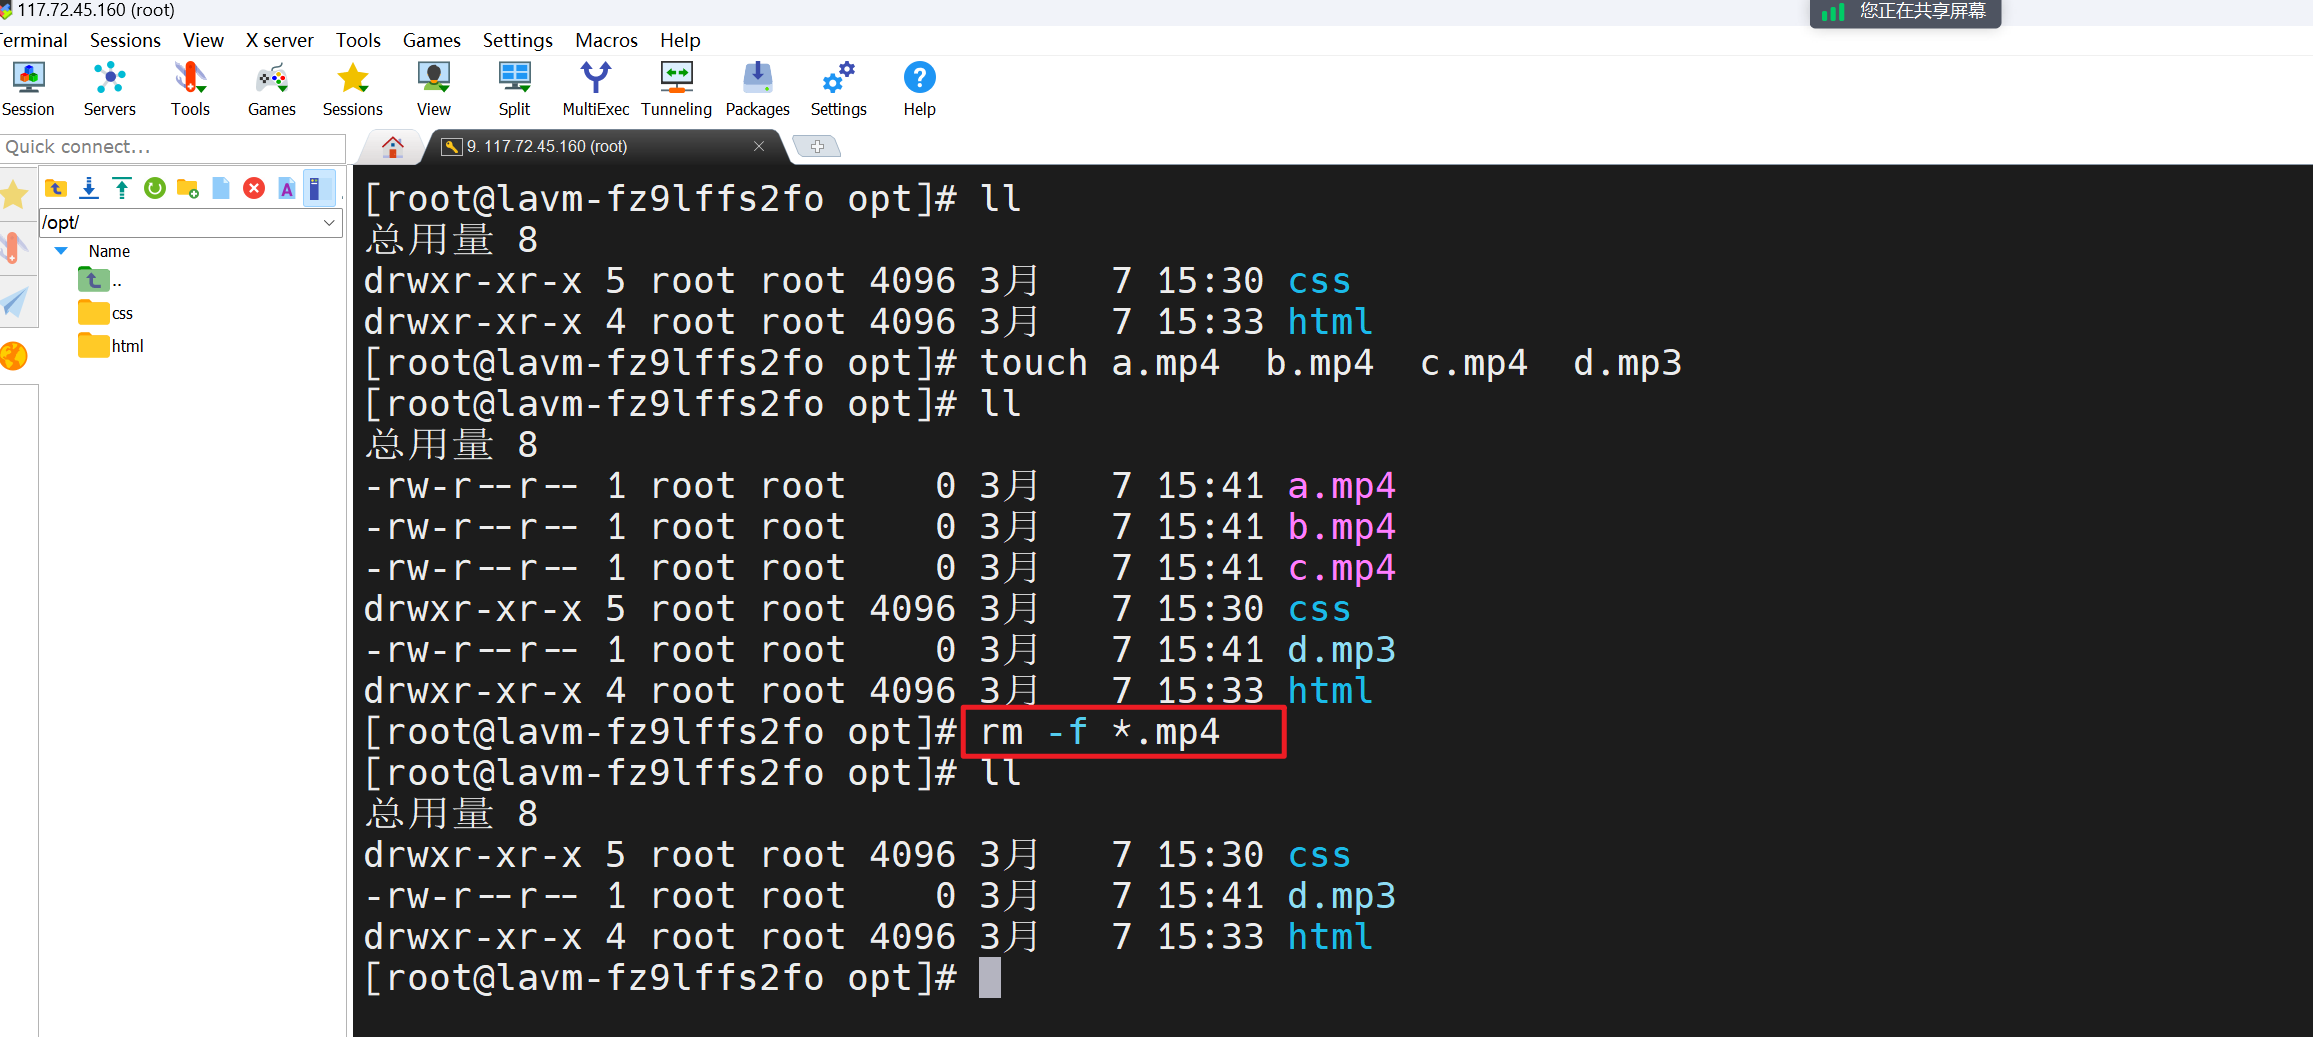 117.72.45.160 (root)
您正在共享屏幕
Terminal Sessions View X server Tools Games Settings Macros Help
Session Servers Tools Games Sessions View Split MultiExec Tunneling Packages Settings Help
Quick connect...
9. 117.72.45.160 (root)
/opt/
Name
..
css
html
[root@lavm-fz9lffs2fo opt]# ll
总用量 8
drwxr-xr-x 5 root root 4096 3月   7 15:30 css
drwxr-xr-x 4 root root 4096 3月   7 15:33 html
[root@lavm-fz9lffs2fo opt]# touch a.mp4  b.mp4  c.mp4  d.mp3
[root@lavm-fz9lffs2fo opt]# ll
总用量 8
-rw-r--r-- 1 root root    0 3月   7 15:41 a.mp4
-rw-r--r-- 1 root root    0 3月   7 15:41 b.mp4
-rw-r--r-- 1 root root    0 3月   7 15:41 c.mp4
drwxr-xr-x 5 root root 4096 3月   7 15:30 css
-rw-r--r-- 1 root root    0 3月   7 15:41 d.mp3
drwxr-xr-x 4 root root 4096 3月   7 15:33 html
[root@lavm-fz9lffs2fo opt]# rm -f *.mp4
[root@lavm-fz9lffs2fo opt]# ll
总用量 8
drwxr-xr-x 5 root root 4096 3月   7 15:30 css
-rw-r--r-- 1 root root    0 3月   7 15:41 d.mp3
drwxr-xr-x 4 root root 4096 3月   7 15:33 html
[root@lavm-fz9lffs2fo opt]#